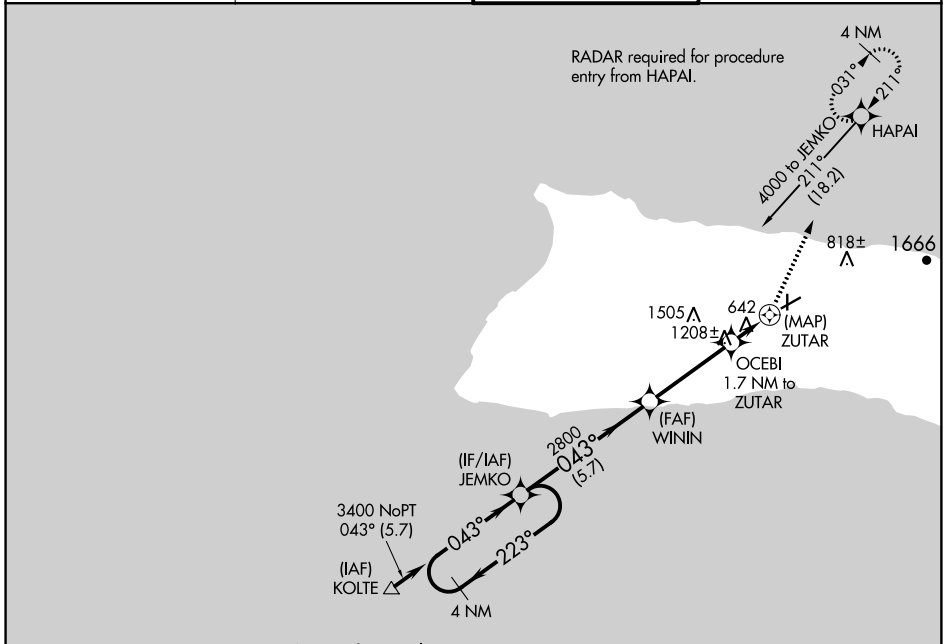 4 NM
RADAR required for procedure
entry from HAPAI.
031°
211°
HAPAI
4000 to JEMKO
211°
(18.2)
818±
1666
1505
642
1208±
(MAP)
ZUTAR
OCEBI
1.7 NM to
ZUTAR
(FAF)
WININ
2800
043°
(5.7)
(IF/IAF)
JEMKO
3400 NoPT
043° (5.7)
043°
223°
(IAF)
KOLTE
4 NM